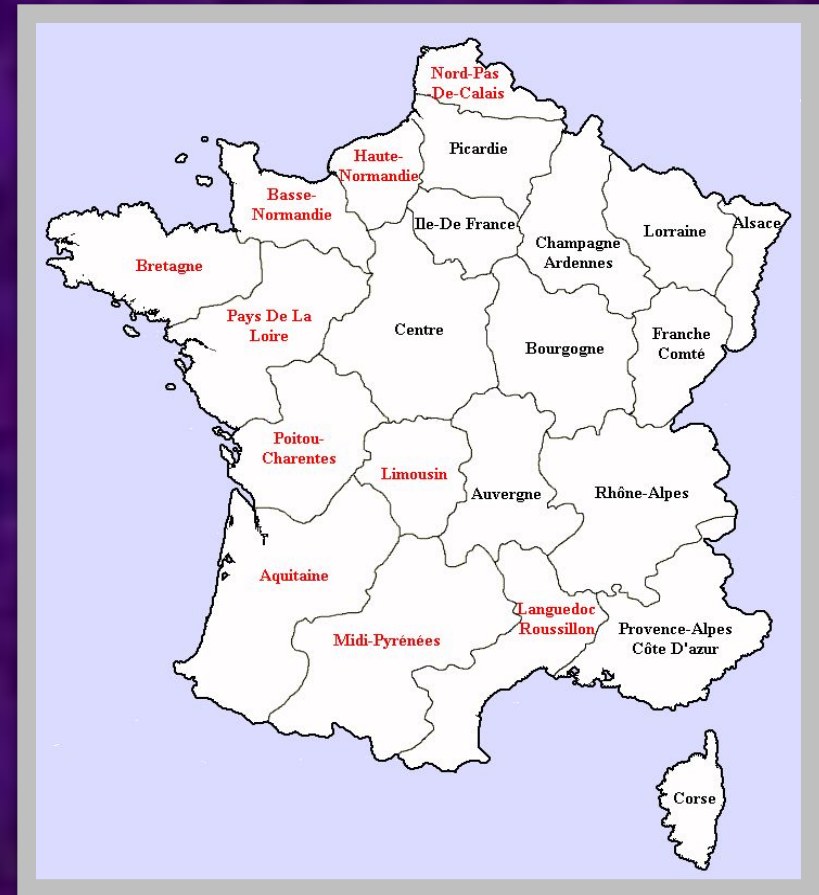 Nord-Pas
-De-Calais
Picardie
Haute-
Normandie
Basse-
Normandie
Ile-De France
Champagne
Ardennes
Lorraine
Alsace
Bretagne
Pays De La
Loire
Centre
Bourgogne
Franche
Comté
Poitou-
Charentes
Limousin
Auvergne
Rhône-Alpes
Aquitaine
Midi-Pyrénées
Languedoc
Roussillon
Provence-Alpes
Côte D'azur
Corse